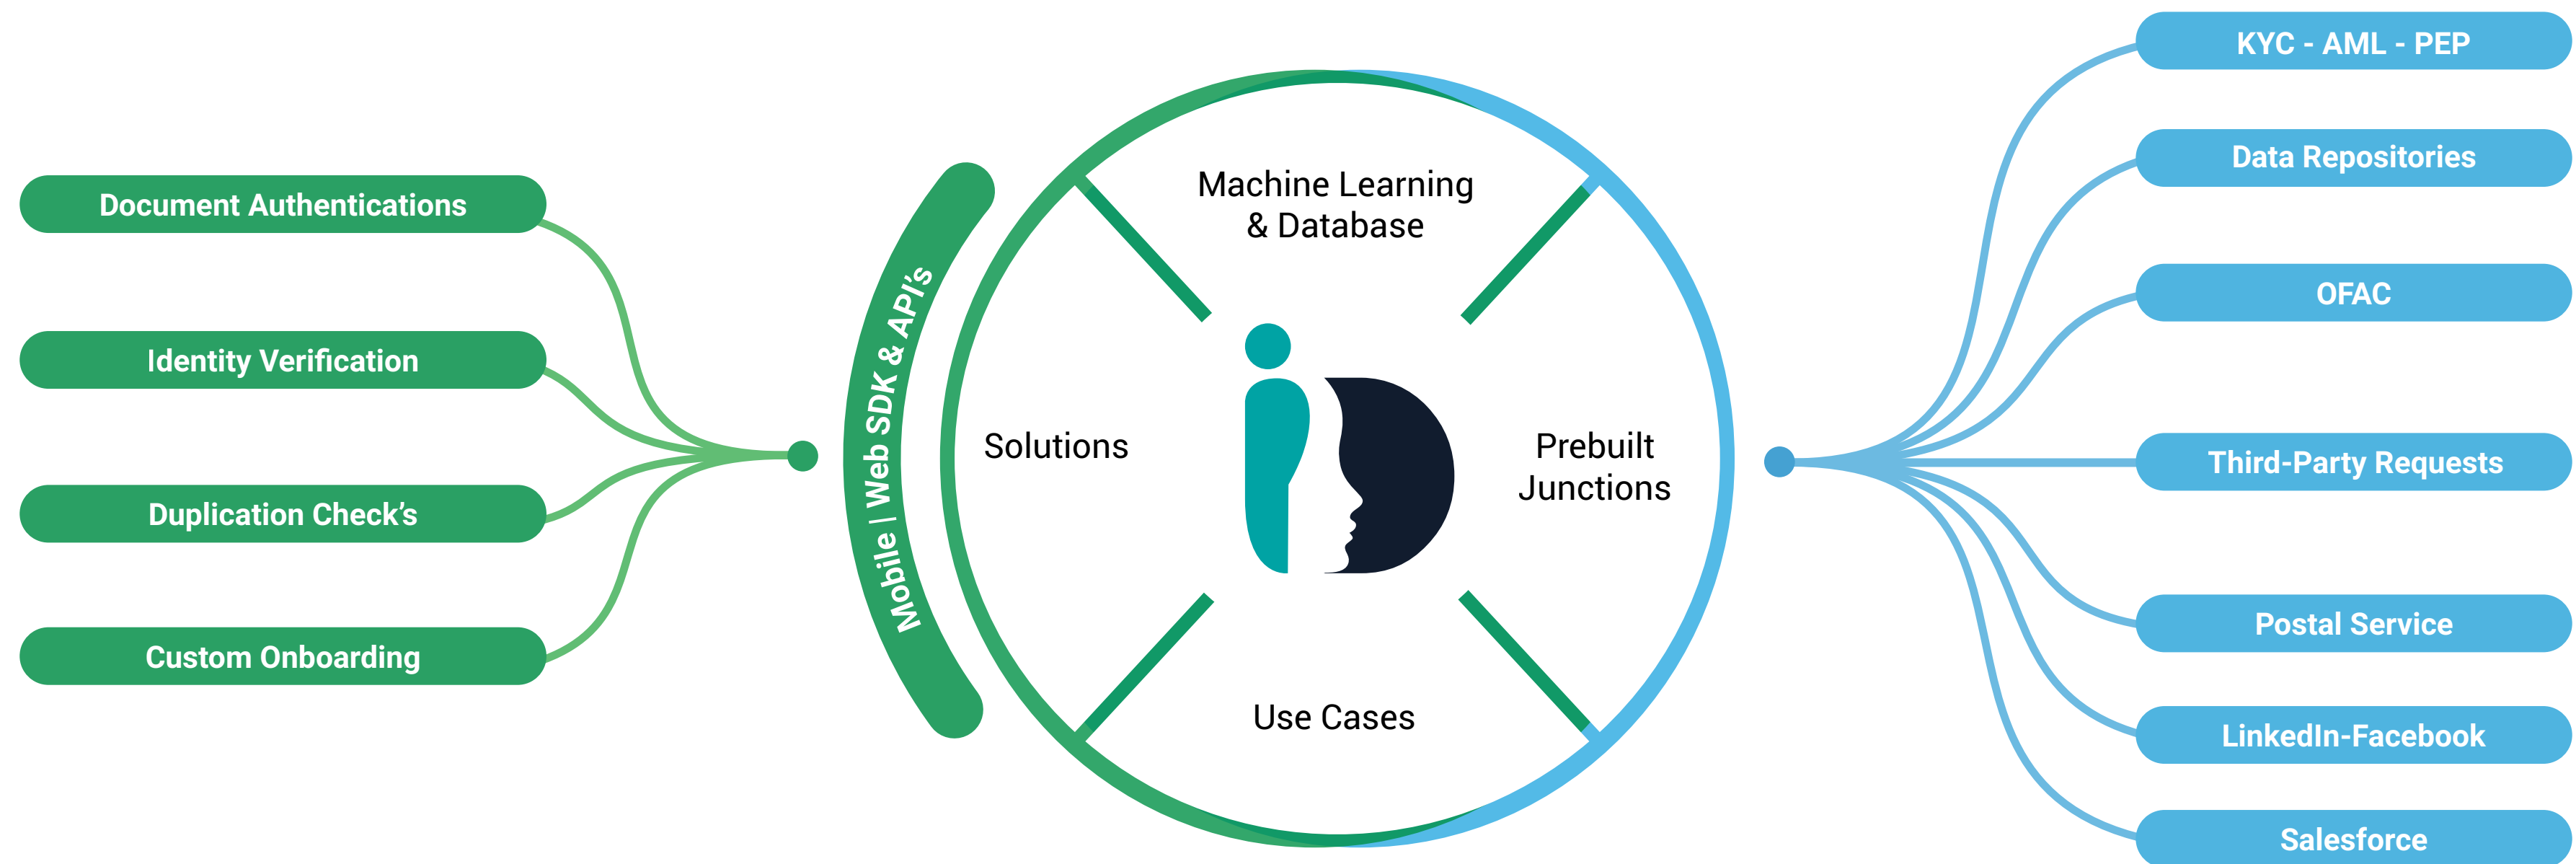 Document Authentications
Identity Verification
Duplication Check’s
Custom Onboarding
Mobile | Web SDK & API's
Machine Learning
& Database
Solutions
Prebuilt
Junctions
Use Cases
KYC - AML - PEP
Data Repositories
OFAC
Third-Party Requests
Postal Service
LinkedIn-Facebook
Salesforce